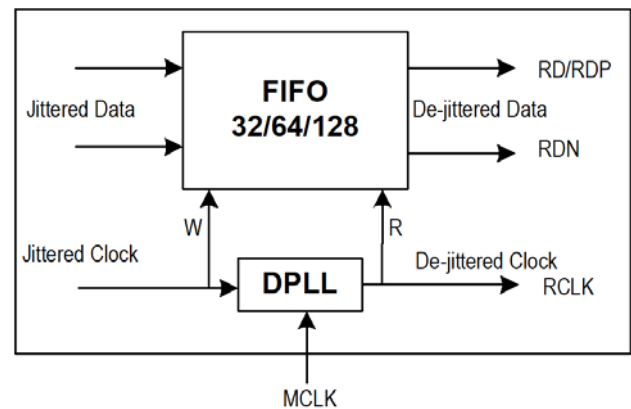 FIFO
32/64/128
Jittered Data
De-jittered Data
RD/RDP
RDN
W
R
Jittered Clock
DPLL
De-jittered Clock
RCLK
MCLK